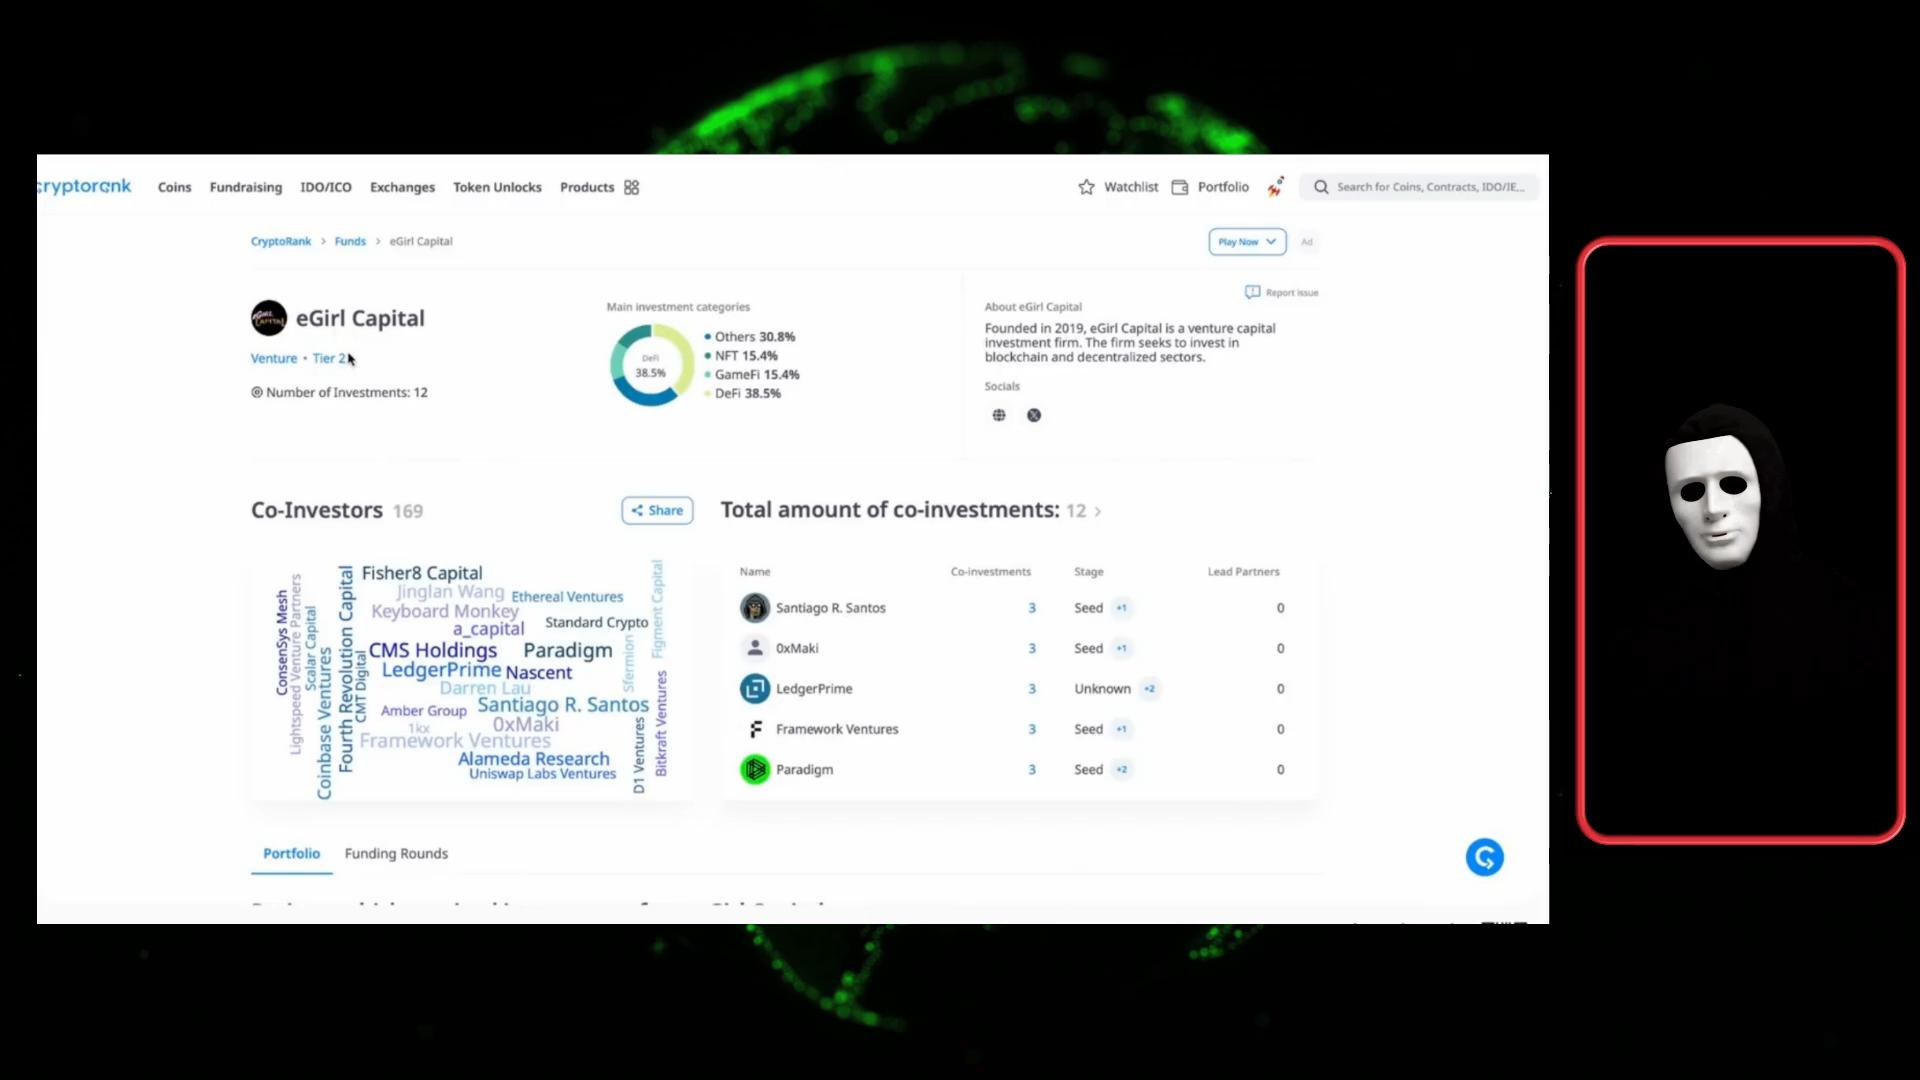 cryptorank Coins Fundraising IDO/ICO Exchanges Token Unlocks Products Watchlist Portfolio Search for Coins, Contracts, IDO/IE...
CryptoRank > Funds > eGirl Capital
Play Now
Ad
eGirl Capital
Venture • Tier 2
Number of Investments: 12
Main investment categories
DeFi
38.5%
Others 30.8%
NFT 15.4%
GameFi 15.4%
DeFi 38.5%
Report issue
About eGirl Capital
Founded in 2019, eGirl Capital is a venture capital
investment firm. The firm seeks to invest in
blockchain and decentralized sectors.
Socials
Co-Investors 169
Share
ConsenSys Mesh
Lightspeed Venture Partners
Scalar Capital
Coinbase Ventures
Fourth Revolution Capital
CMT Digital
Fisher8 Capital
Jinglan Wang
Ethereal Ventures
Keyboard Monkey
Standard Crypto
a_capital
CMS Holdings
Paradigm
LedgerPrime
Nascent
Darren Lau
Santiago R. Santos
Amber Group
0xMaki
1kx
Framework Ventures
Alameda Research
Uniswap Labs Ventures
Sfermion
D1 Ventures
Figment Capital
Bitkraft Ventures
Total amount of co-investments: 12 >
Name Co-investments Stage Lead Partners
Santiago R. Santos 3 Seed +1 0
0xMaki 3 Seed +1 0
LedgerPrime 3 Unknown +2 0
Framework Ventures 3 Seed +1 0
Paradigm 3 Seed +2 0
Portfolio Funding Rounds